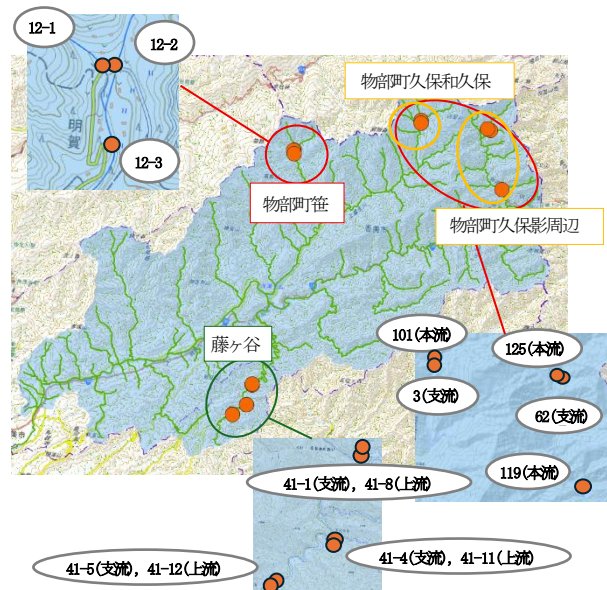 12-1
12-2
明賀
12-3
物部町久保和久保
物部町笹
物部町久保影周辺
藤ヶ谷
101(本流)
125(本流)
3(支流)
62(支流)
119(本流)
41-1(支流), 41-8(上流)
41-4(支流), 41-11(上流)
41-5(支流), 41-12(上流)